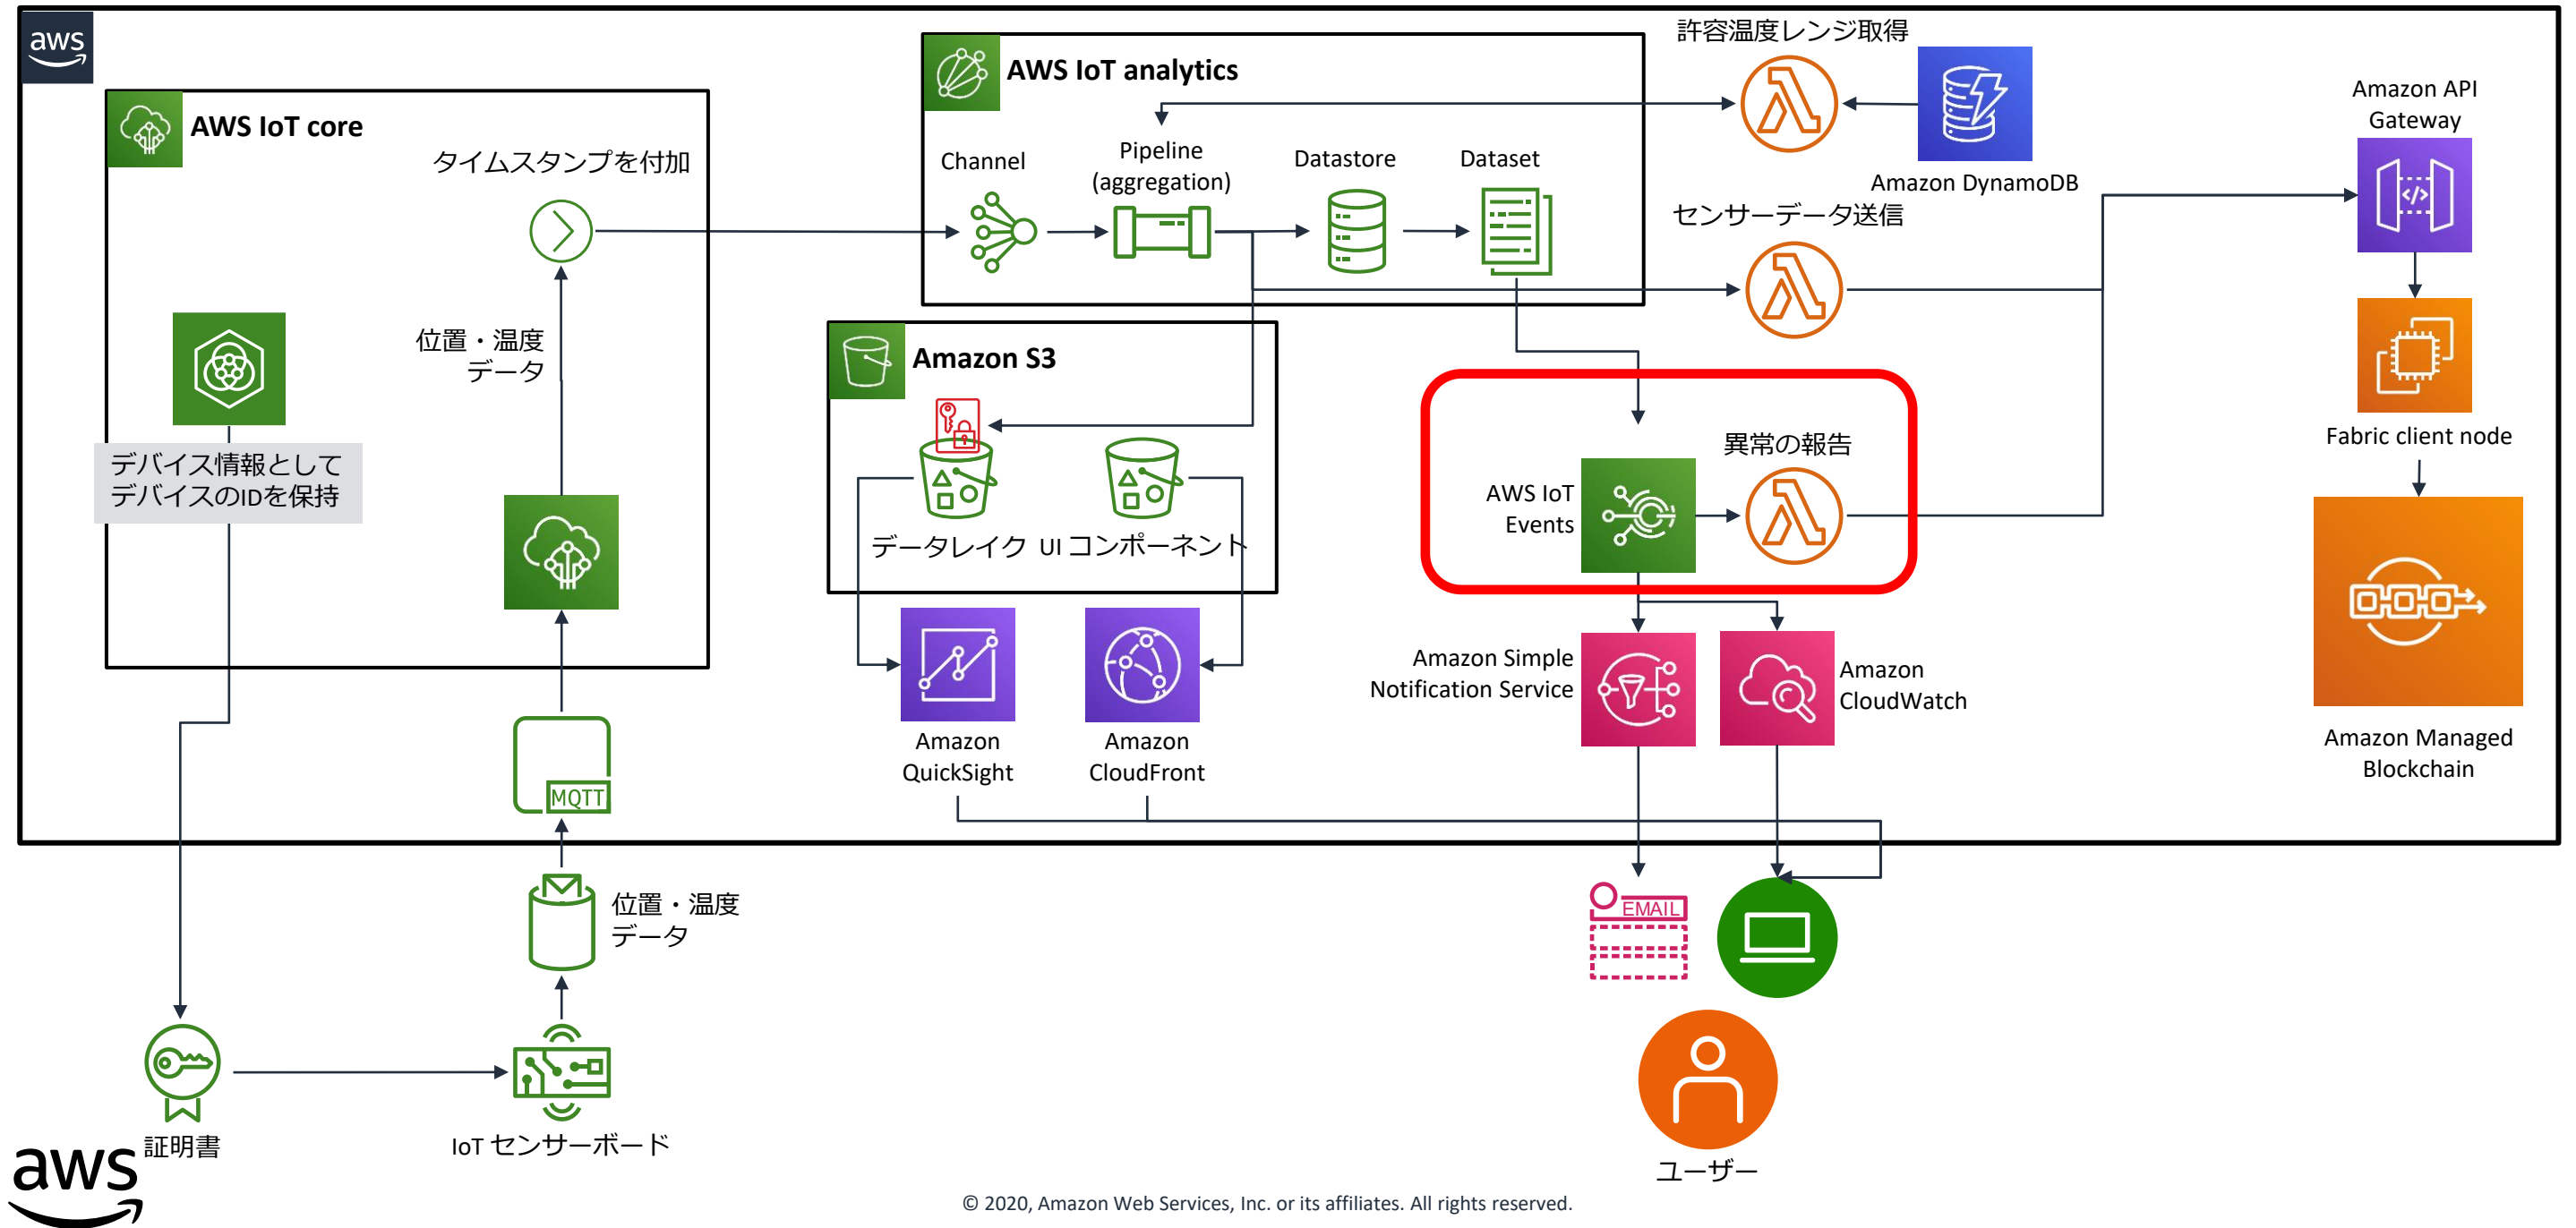 aws
AWS IoT core
タイムスタンプを付加
位置・温度
データ
デバイス情報として
デバイスのIDを保持
MQTT
位置・温度
データ
証明書
IoT センサーボード
AWS IoT analytics
Channel
Pipeline
(aggregation)
Datastore
Dataset
許容温度レンジ取得
Amazon DynamoDB
センサーデータ送信
Amazon S3
データレイク
UI コンポーネント
Amazon
QuickSight
Amazon
CloudFront
異常の報告
AWS IoT
Events
Amazon Simple
Notification Service
Amazon
CloudWatch
EMAIL
ユーザー
Amazon API
Gateway
Fabric client node
Amazon Managed
Blockchain
aws
© 2020, Amazon Web Services, Inc. or its affiliates. All rights reserved.